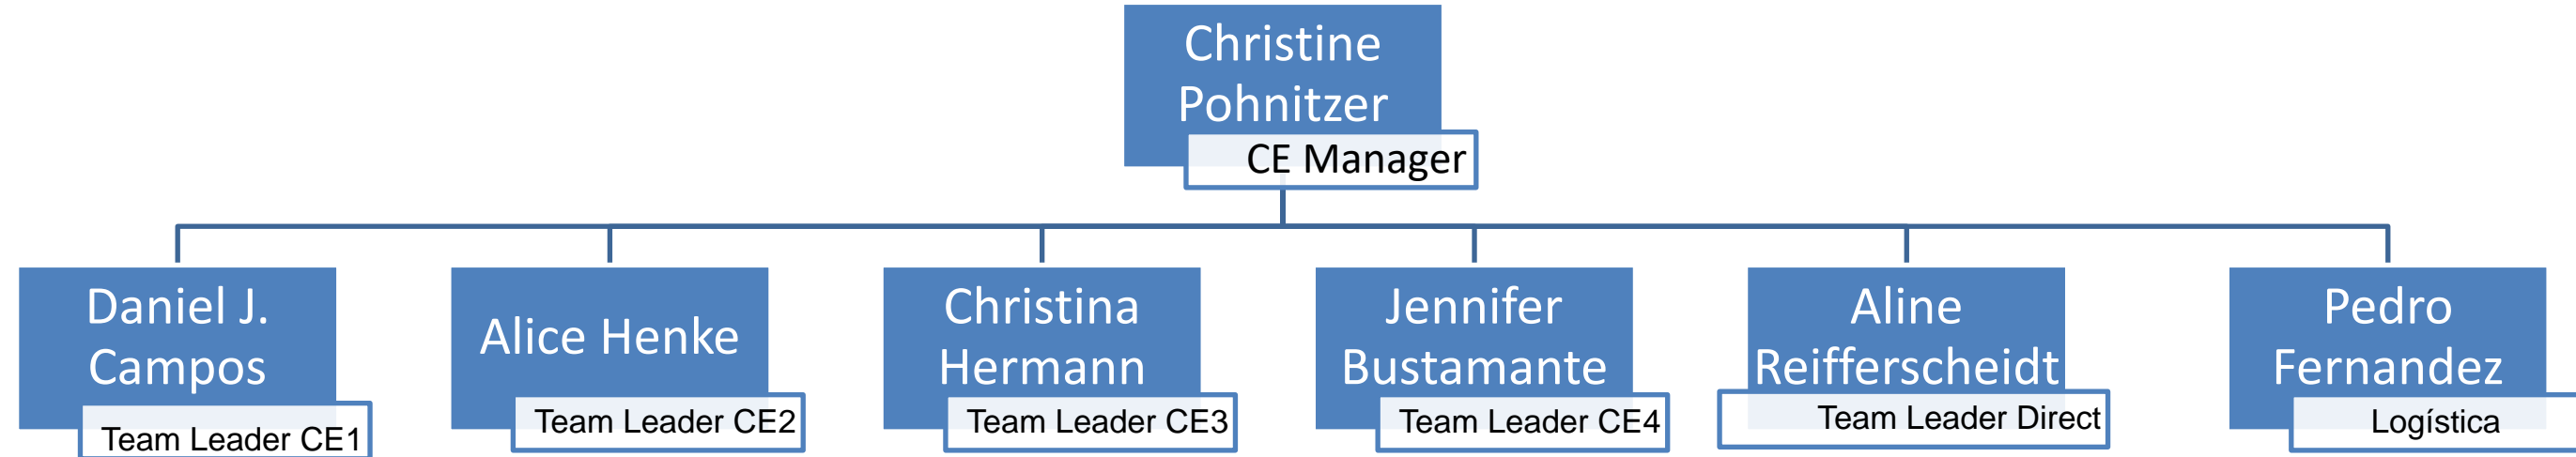 Christine
Pohnitzer
CE Manager
Daniel J.
Campos
Team Leader CE1
Alice Henke
Team Leader CE2
Christina
Hermann
Team Leader CE3
Jennifer
Bustamante
Team Leader CE4
Aline
Reifferscheidt
Team Leader Direct
Pedro
Fernandez
Logística